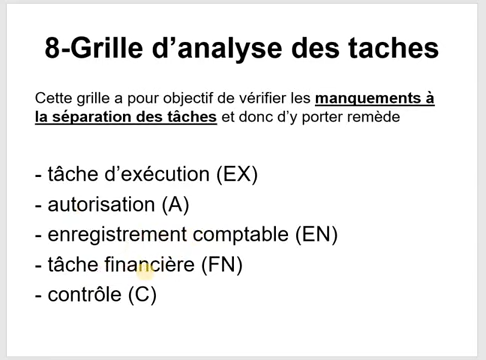 8-Grille d’analyse des taches
Cette grille a pour objectif de vérifier les manquements à
la séparation des tâches et donc d’y porter remède
- tâche d’exécution (EX)
- autorisation (A)
- enregistrement comptable (EN)
- tâche financière (FN)
- contrôle (C)